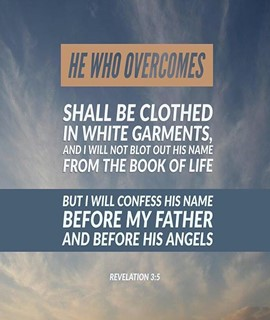 HE WHO OVERCOMES
SHALL BE CLOTHED
IN WHITE GARMENTS,
AND I WILL NOT BLOT OUT HIS NAME
FROM THE BOOK OF LIFE
BUT I WILL CONFESS HIS NAME
BEFORE MY FATHER
AND BEFORE HIS ANGELS
REVELATION 3:5